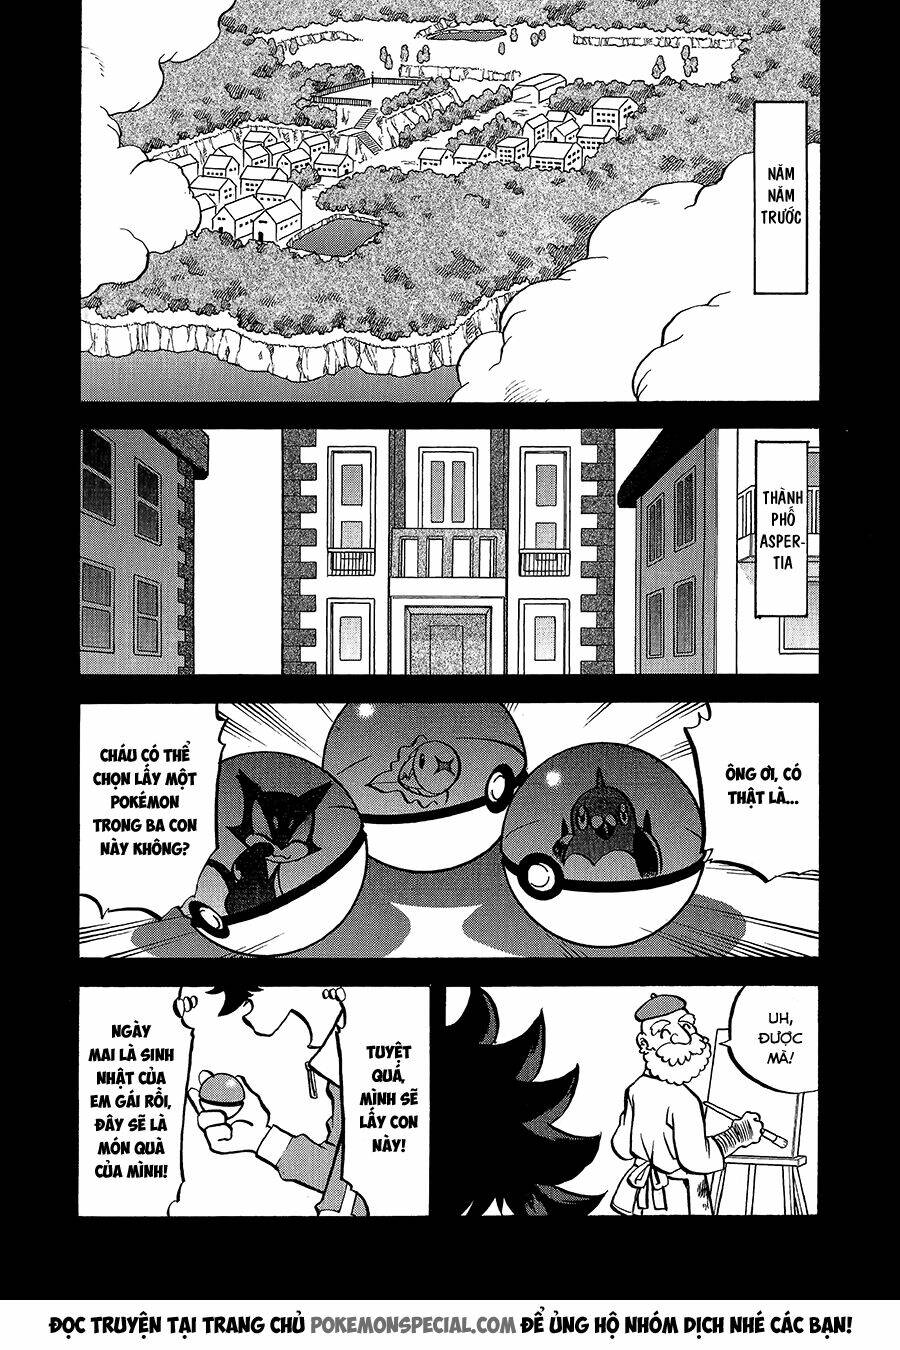 NĂM
NĂM
TRƯỚC
THÀNH
PHỐ
ASPER-
TIA
ÔNG ƠI, CÓ
THẬT LÀ...
CHÁU CÓ THỂ
CHỌN LẤY MỘT
POKÉMON
TRONG BA CON
NÀY KHÔNG?
UH,
ĐƯỢC
MÀ!
TUYỆT
QUÁ,
MÌNH SẼ
LẤY CON
NÀY!
NGÀY
MAI LÀ SINH
NHẬT CỦA
EM GÁI RỒI,
ĐÂY SẼ LÀ
MÓN QUÀ
CỦA MÌNH!
ĐỌC TRUYỆN TẠI TRANG CHỦ POKEMONSPECIAL.COM ĐỂ ỦNG HỘ NHÓM DỊCH NHÉ CÁC BẠN!